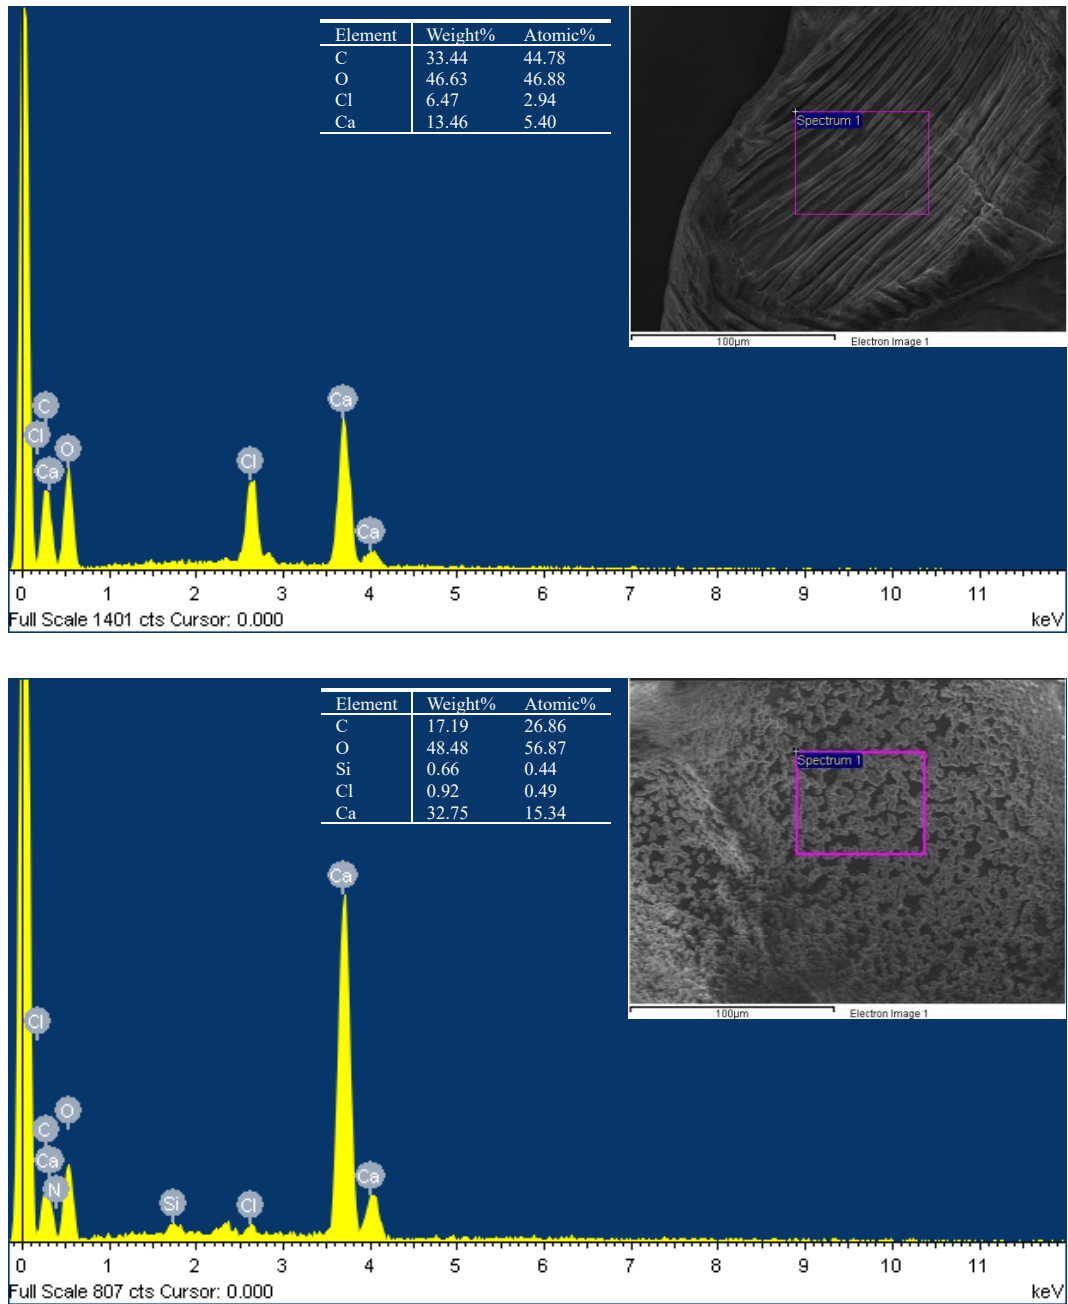 Element Weight% Atomic%
C 33.44 44.78
O 46.63 46.88
Cl 6.47 2.94
Ca 13.46 5.40
Spectrum 1
100µm Electron Image 1
C
Cl
Ca
O
Cl
Ca
Ca
0 1 2 3 4 5 6 7 8 9 10 11
Full Scale 1401 cts Cursor: 0.000 keV
Element Weight% Atomic%
C 17.19 26.86
O 48.48 56.87
Si 0.66 0.44
Cl 0.92 0.49
Ca 32.75 15.34
Spectrum 1
100µm Electron Image 1
Ca
Cl
O
C
Ca
N
Si
Cl
Ca
0 1 2 3 4 5 6 7 8 9 10 11
Full Scale 807 cts Cursor: 0.000 keV